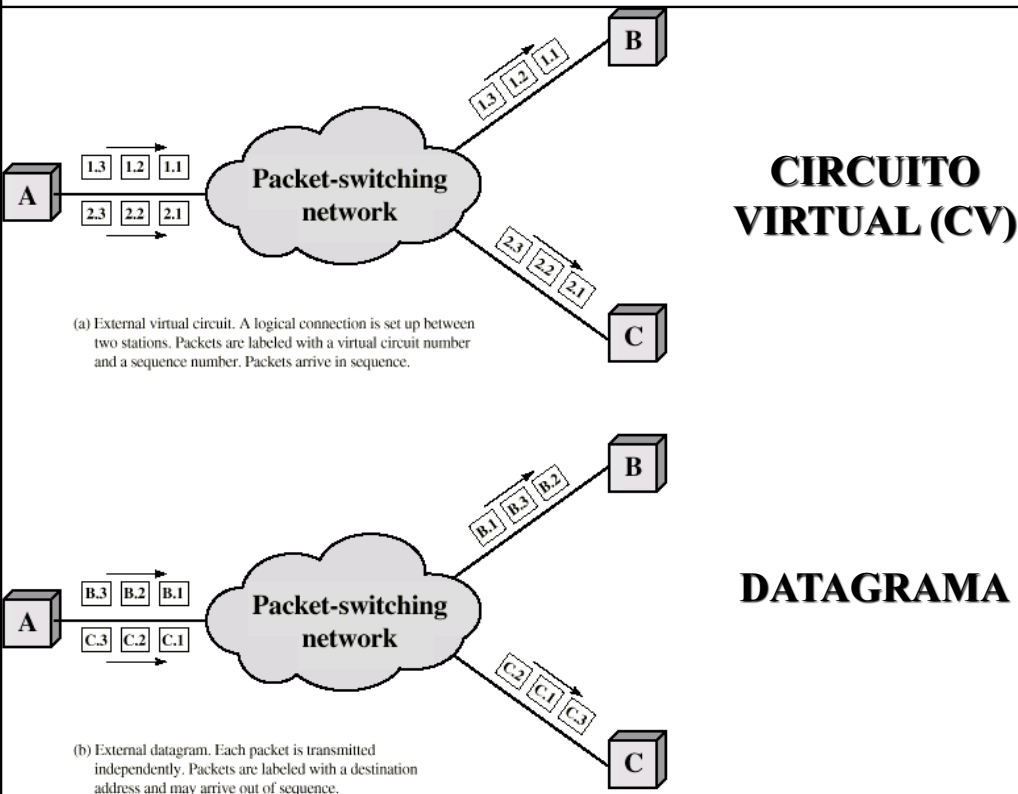 B
1.3 1.2 1.1
1.3 1.2 1.1
A
Packet-switching
network
2.3 2.2 2.1
2.3 2.2 2.1
C
CIRCUITO
VIRTUAL (CV)
(a) External virtual circuit. A logical connection is set up between
two stations. Packets are labeled with a virtual circuit number
and a sequence number. Packets arrive in sequence.
B
B.1 B.3 B.2
B.3 B.2 B.1
A
Packet-switching
network
C.3 C.2 C.1
C.2 C.1 C.3
C
DATAGRAMA
(b) External datagram. Each packet is transmitted
independently. Packets are labeled with a destination
address and may arrive out of sequence.